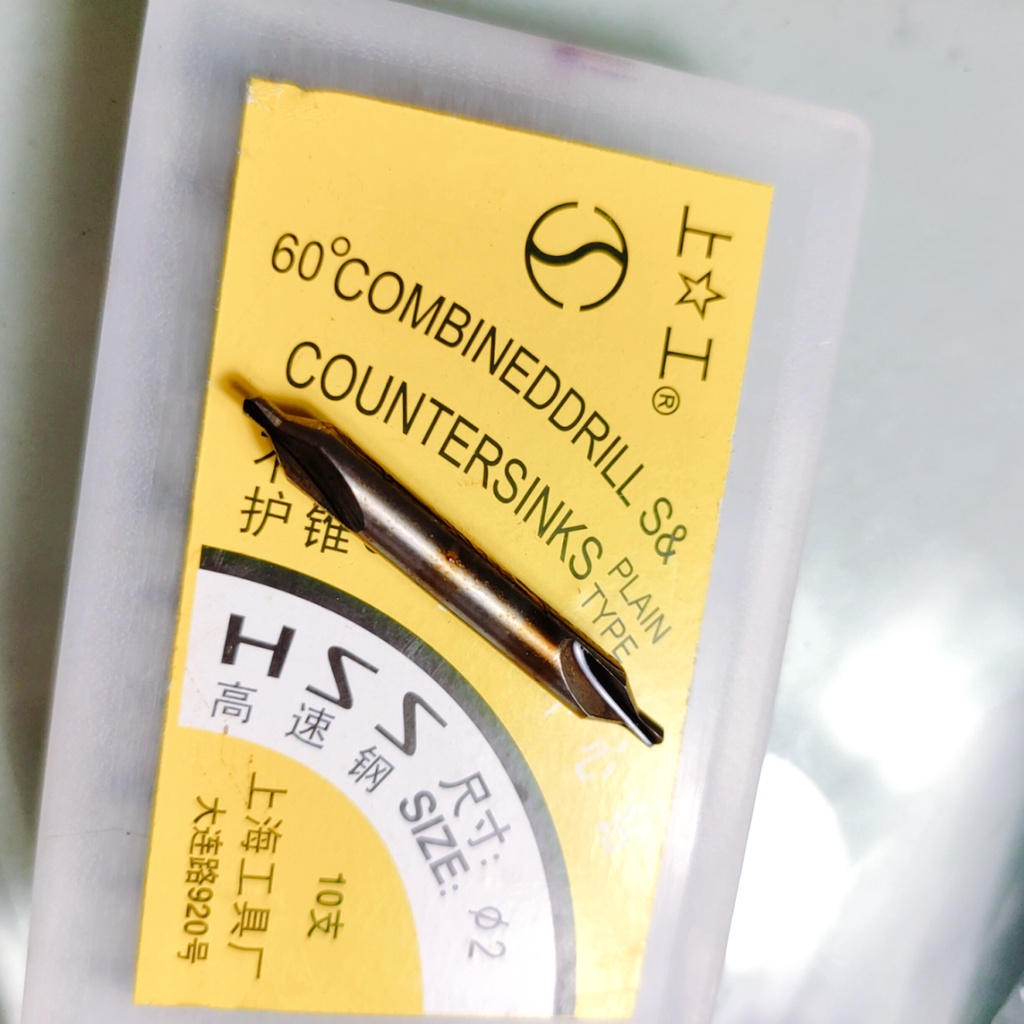 上☆工®
60°COMBINEDDRILL S&
COUNTERSINKS
PLAIN
TYPE
护锥
HSS
高速钢
尺寸:
SIZE: φ2
10支
上海工具厂
大连路920号